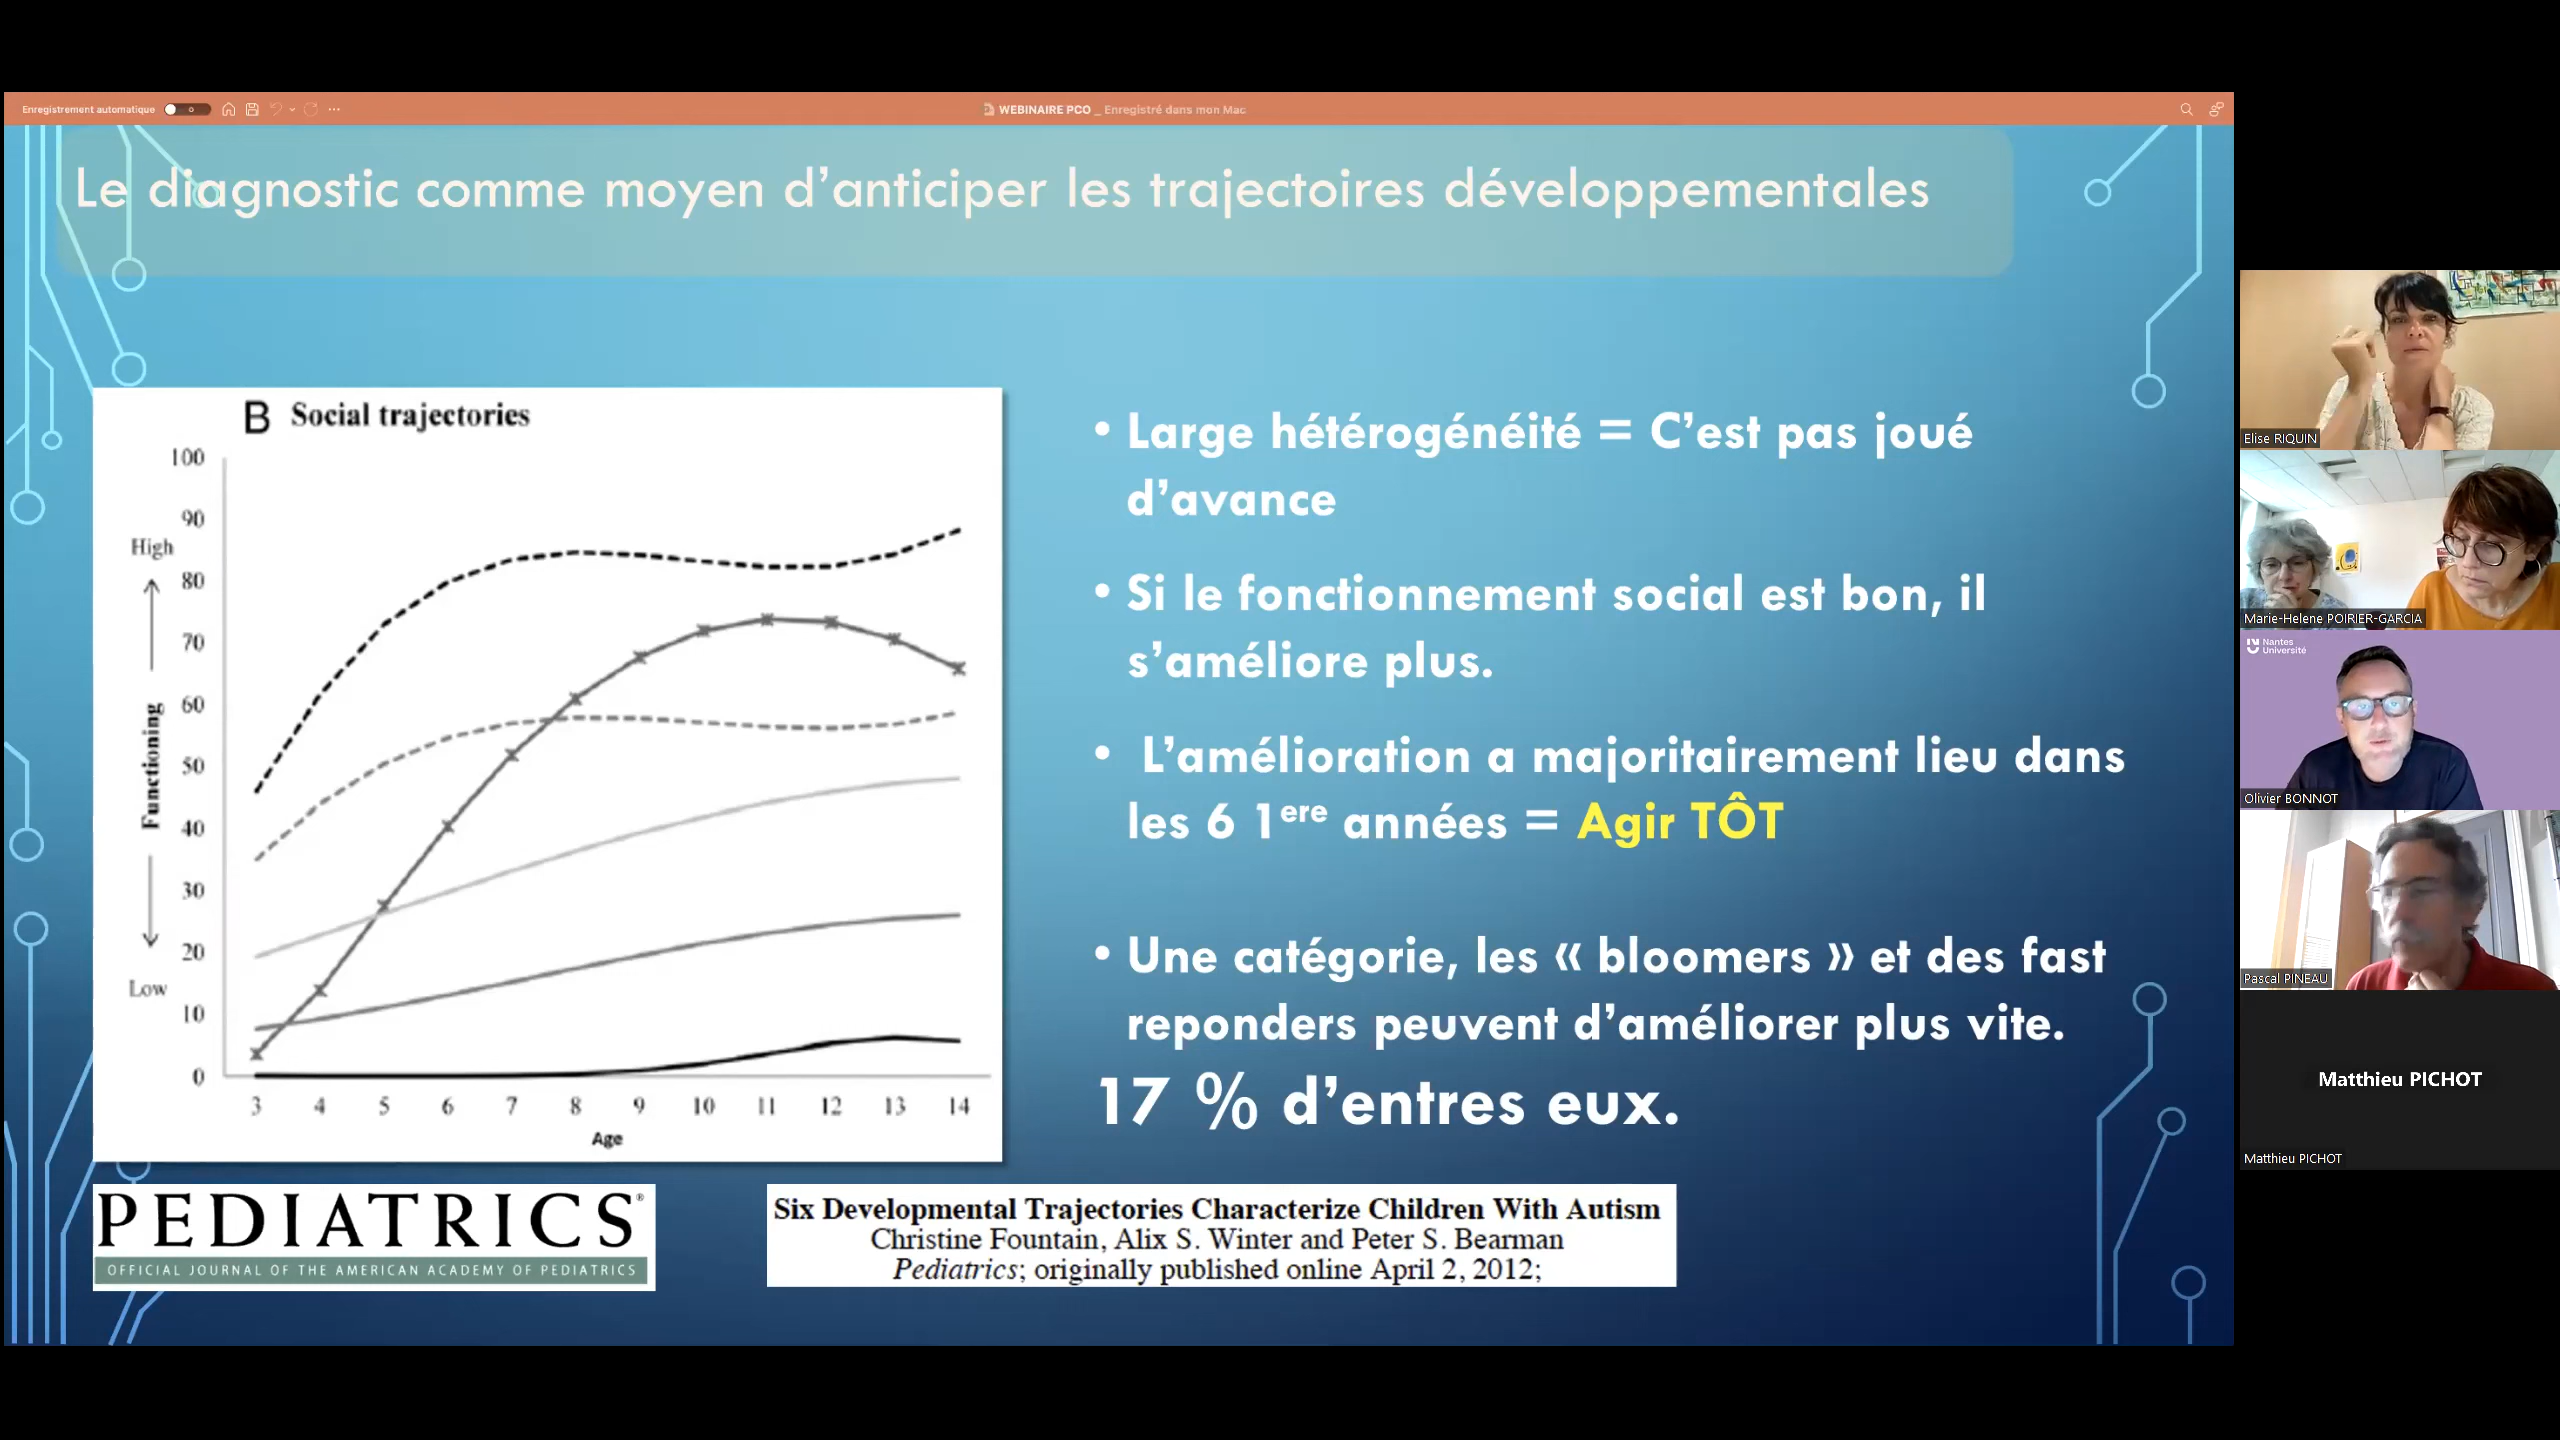 Enregistrement automatique
WEBINAIRE PCO _ Enregistré dans mon Mac
Le diagnostic comme moyen d'anticiper les trajectoires développementales
B Social trajectories
100
90
80
70
60
50
40
30
20
10
0
High
Functioning
Low
3 4 5 6 7 8 9 10 11 12 13 14
Age
• Large hétérogénéité = C'est pas joué
d'avance
• Si le fonctionnement social est bon, il
s'améliore plus.
• L'amélioration a majoritairement lieu dans
les 6 1ere années = Agir TÔT
• Une catégorie, les « bloomers » et des fast
reponders peuvent d'améliorer plus vite.
17 % d'entres eux.
PEDIATRICS®
OFFICIAL JOURNAL OF THE AMERICAN ACADEMY OF PEDIATRICS
Six Developmental Trajectories Characterize Children With Autism
Christine Fountain, Alix S. Winter and Peter S. Bearman
Pediatrics; originally published online April 2, 2012;
Elise RIQUIN
Marie-Helene POIRIER-GARCIA
Nantes
Université
Olivier BONNOT
Pascal PINEAU
Matthieu PICHOT
Matthieu PICHOT